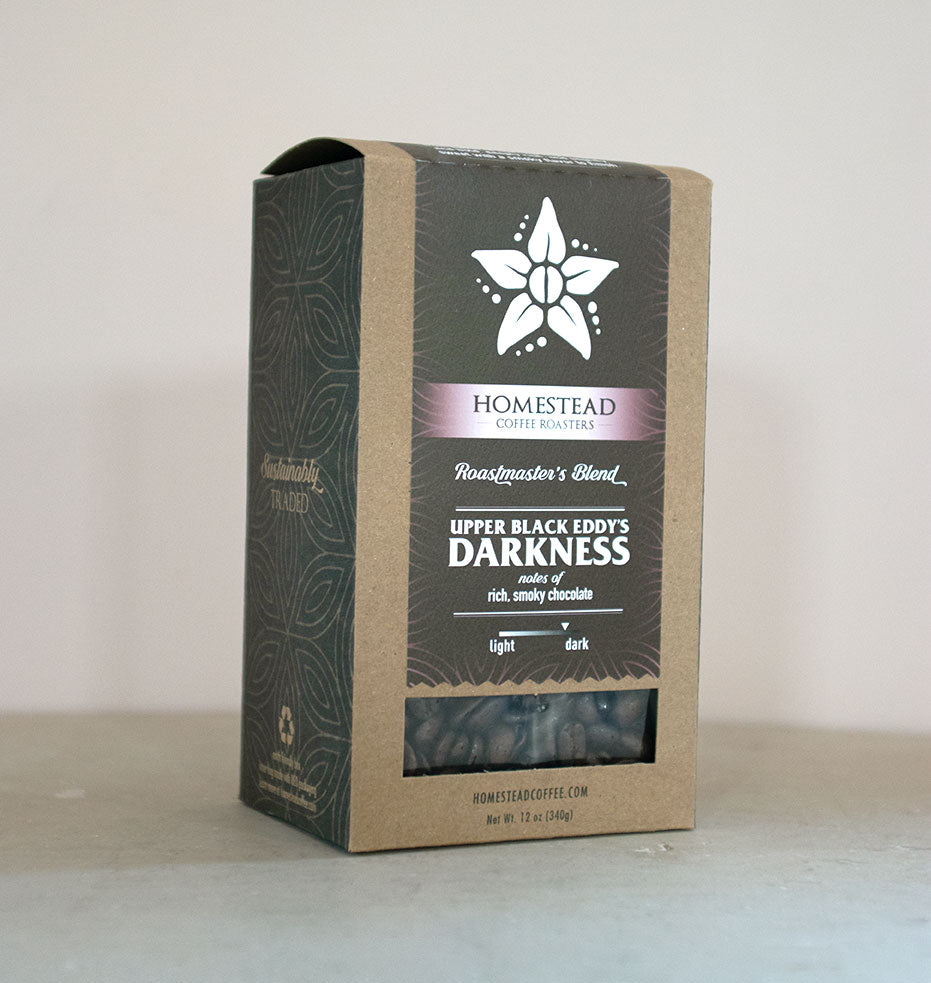 HOMESTEAD
COFFEE ROASTERS
Roastmaster's Blend
UPPER BLACK EDDY'S
DARKNESS
notes of
rich, smoky chocolate
light dark
HOMESTEADCOFFEE.COM
Net Wt. 12 oz (340g)
Sustainably
TRADED